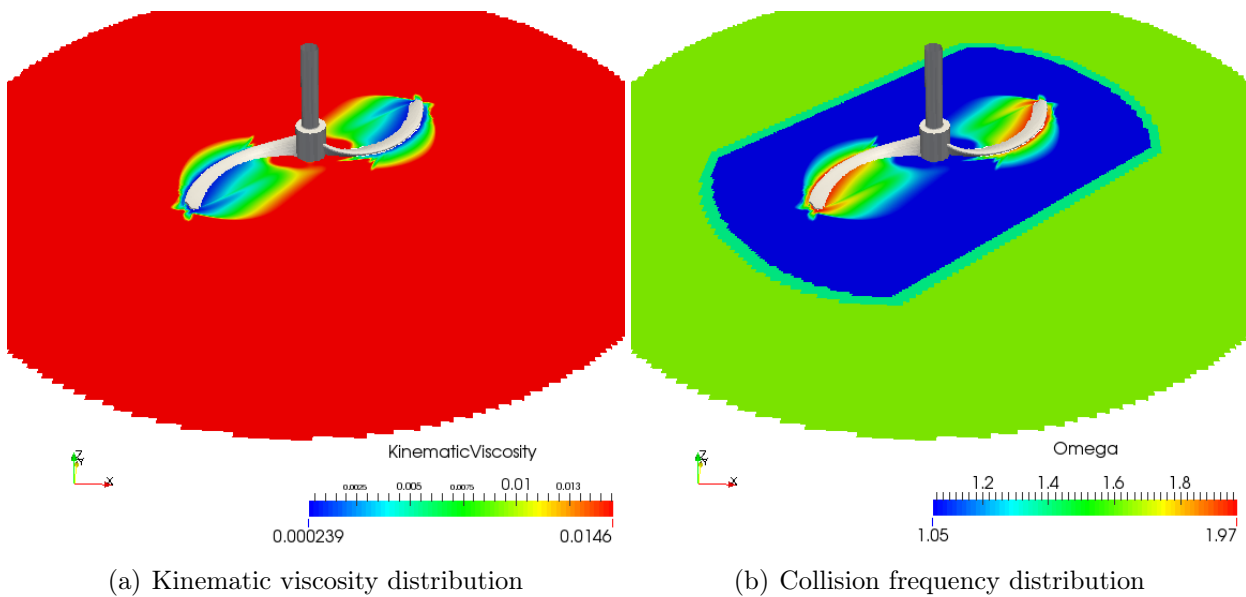 KinematicViscosity
0.0025 0.005 0.0075 0.01 0.013
0.000239 0.0146
Z
Y
X
(a) Kinematic viscosity distribution
Omega
1.2 1.4 1.6 1.8
1.05 1.97
Z
Y
X
(b) Collision frequency distribution